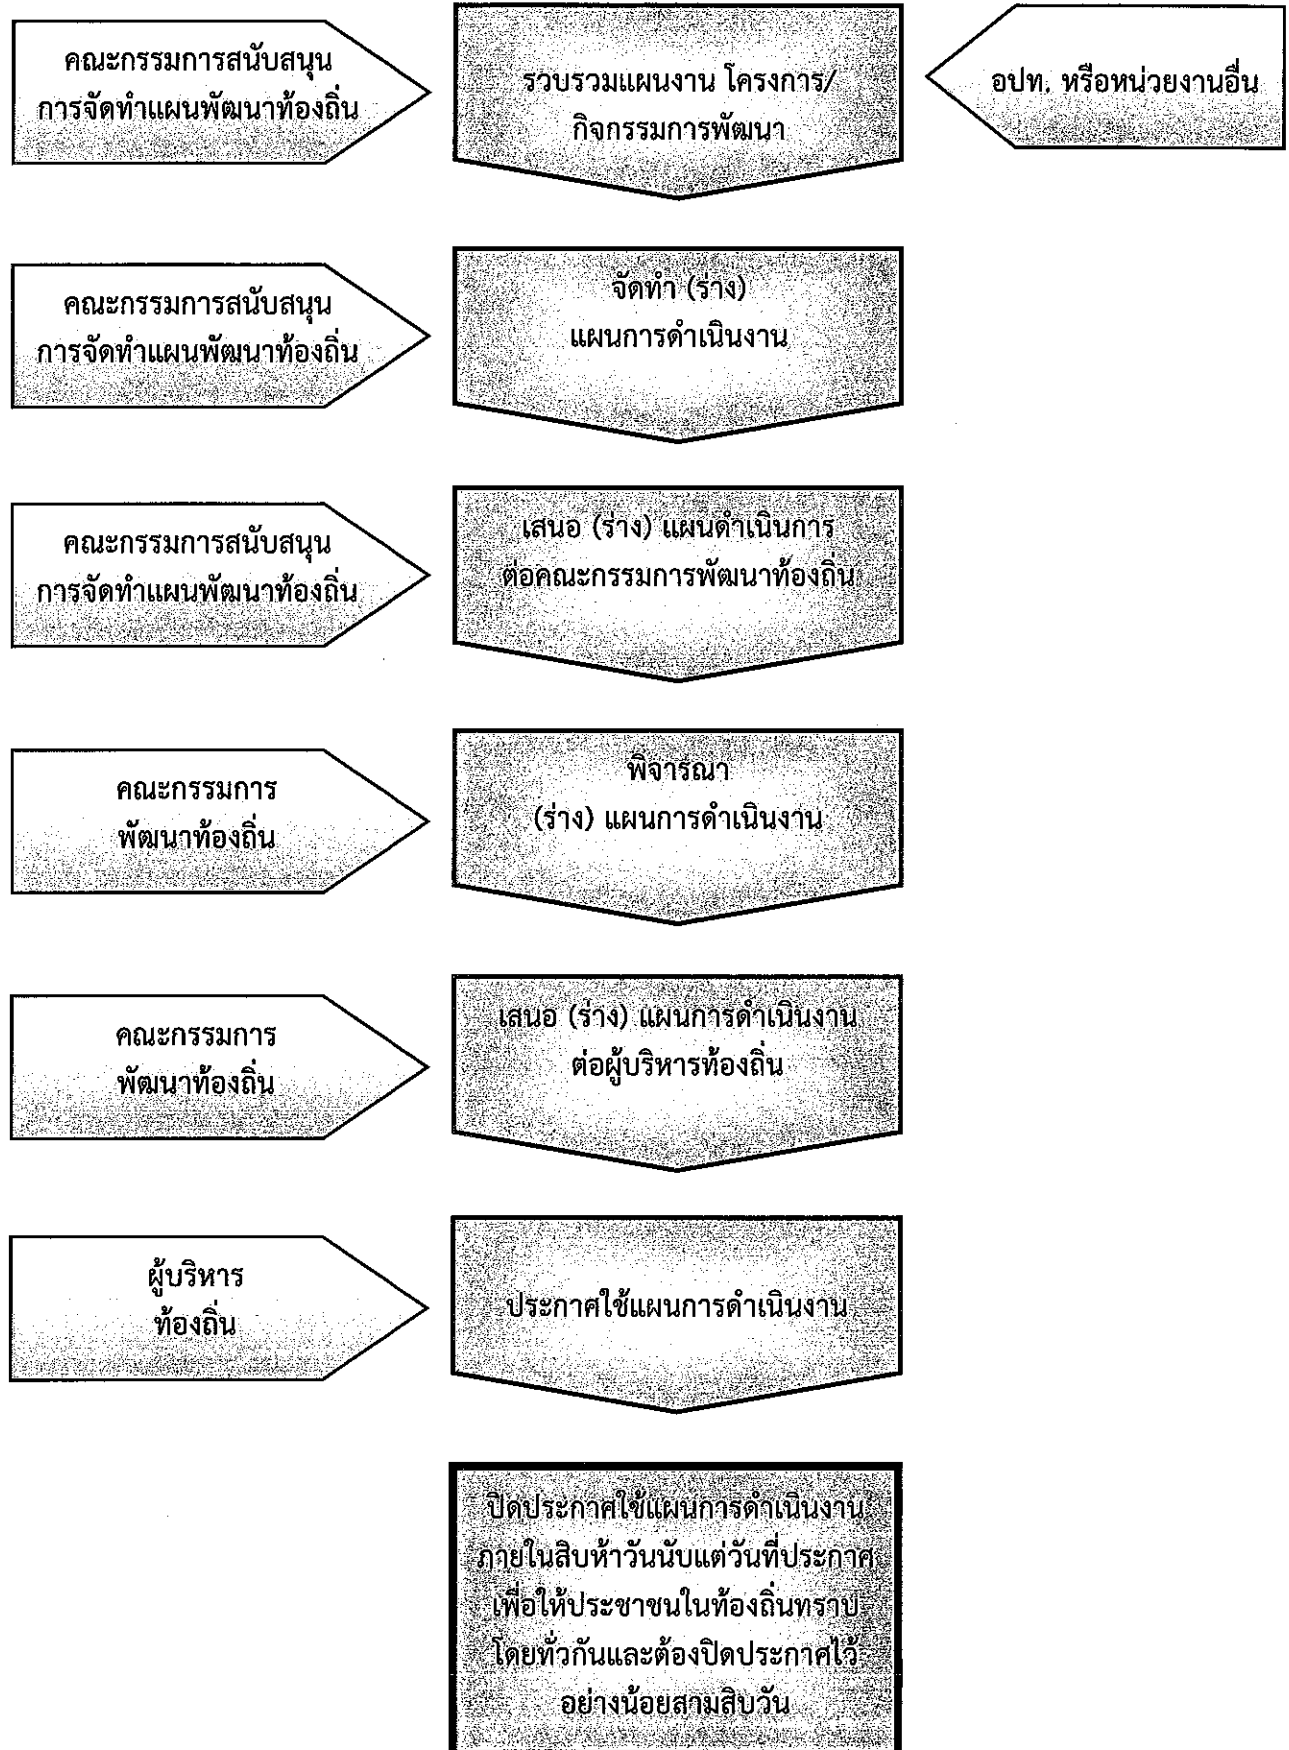 คณะกรรมการสนับสนุน
การจัดทำแผนพัฒนาท้องถิ่น
รวบรวมแผนงาน โครงการ/
กิจกรรมการพัฒนา
อปท. หรือหน่วยงานอื่น
คณะกรรมการสนับสนุน
การจัดทำแผนพัฒนาท้องถิ่น
จัดทำ (ร่าง)
แผนการดำเนินงาน
คณะกรรมการสนับสนุน
การจัดทำแผนพัฒนาท้องถิ่น
เสนอ (ร่าง) แผนดำเนินการ
ต่อคณะกรรมการพัฒนาท้องถิ่น
คณะกรรมการ
พัฒนาท้องถิ่น
พิจารณา
(ร่าง) แผนการดำเนินงาน
คณะกรรมการ
พัฒนาท้องถิ่น
เสนอ (ร่าง) แผนการดำเนินงาน
ต่อผู้บริหารท้องถิ่น
ผู้บริหาร
ท้องถิ่น
ประกาศใช้แผนการดำเนินงาน
ปิดประกาศใช้แผนการดำเนินงาน
ภายในสิบห้าวันนับแต่วันที่ประกาศ
เพื่อให้ประชาชนในท้องถิ่นทราบ
โดยทั่วกันและต้องปิดประกาศไว้
อย่างน้อยสามสิบวัน